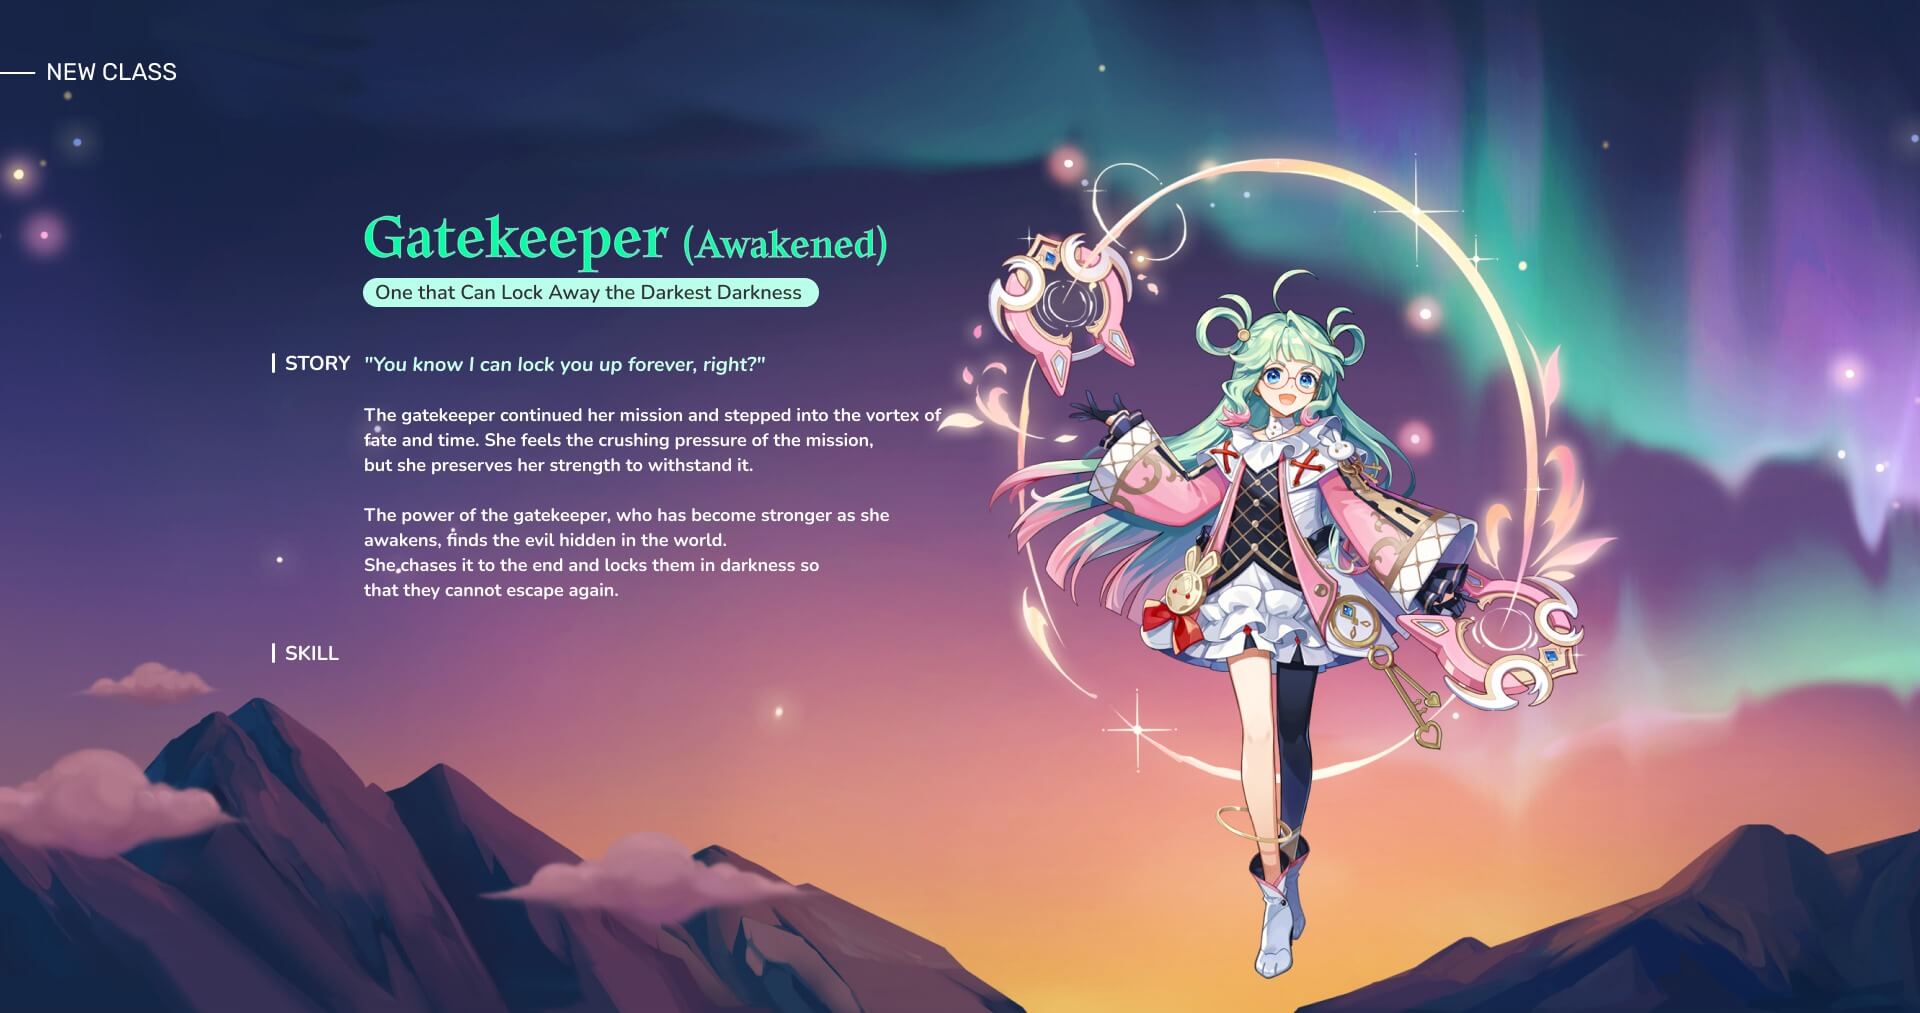 NEW CLASS
Gatekeeper (Awakened)
One that Can Lock Away the Darkest Darkness
STORY
"You know I can lock you up forever, right?"
The gatekeeper continued her mission and stepped into the vortex of
fate and time. She feels the crushing pressure of the mission,
but she preserves her strength to withstand it.
The power of the gatekeeper, who has become stronger as she
awakens, finds the evil hidden in the world.
She chases it to the end and locks them in darkness so
that they cannot escape again.
SKILL